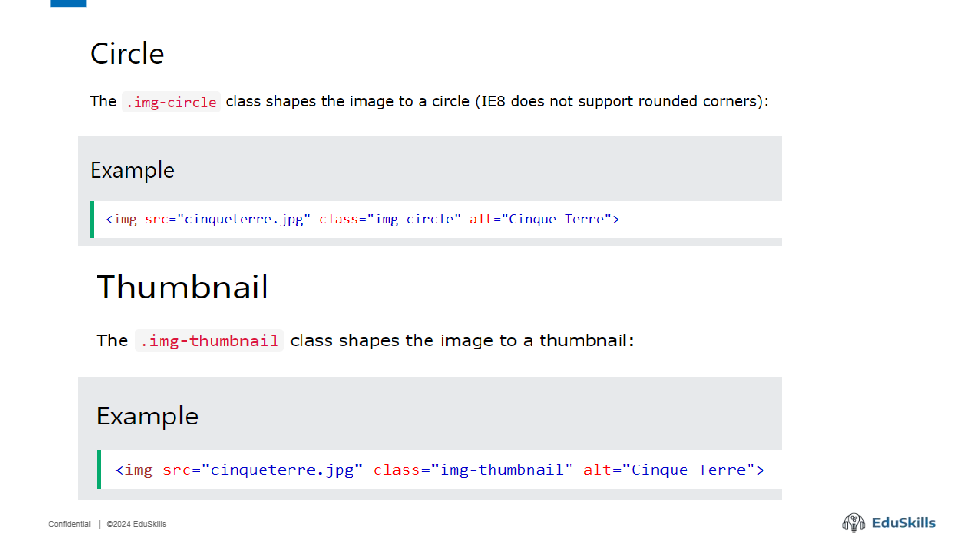 Circle
The .img-circle class shapes the image to a circle (IE8 does not support rounded corners):
Example
<img src="cinqueterre.jpg" class="img-circle" alt="Cinque Terre">
Thumbnail
The .img-thumbnail class shapes the image to a thumbnail:
Example
<img src="cinqueterre.jpg" class="img-thumbnail" alt="Cinque Terre">
Confidential | ©2024 EduSkills
EduSkills